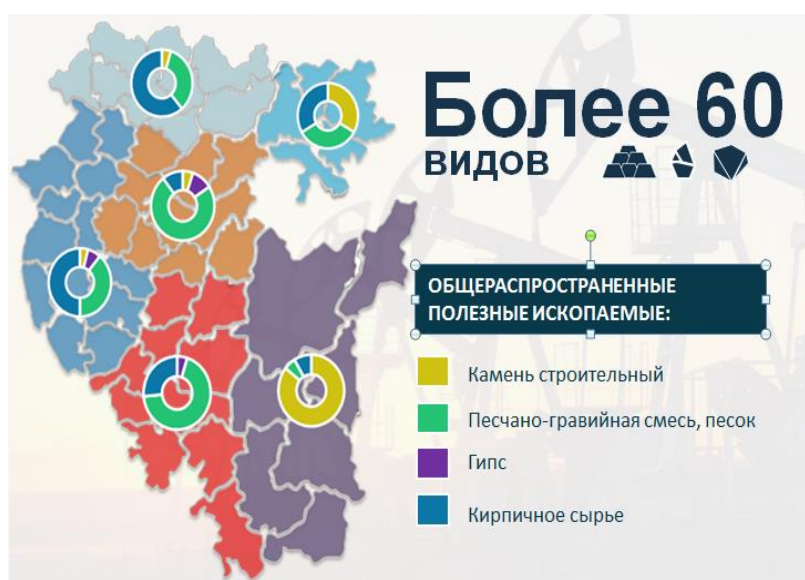 Более 60
видов
ОБЩЕРАСПРОСТРАНЕННЫЕ
ПОЛЕЗНЫЕ ИСКОПАЕМЫЕ:
Камень строительный
Песчано-гравийная смесь, песок
Гипс
Кирпичное сырье